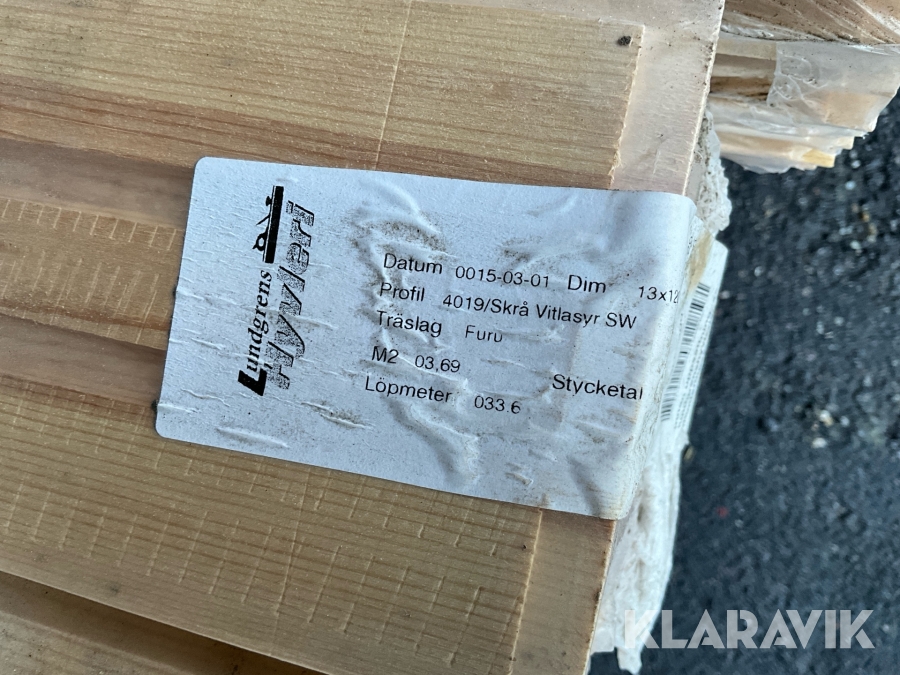 Lundgrens
Hyvleri
Datum 0015-03-01 Dim 13x12
Profil 4019/Skrå Vitlasyr SW
Träslag Furu
M2 03,69 Stycketal
Löpmeter 033.6
KLARAVIK